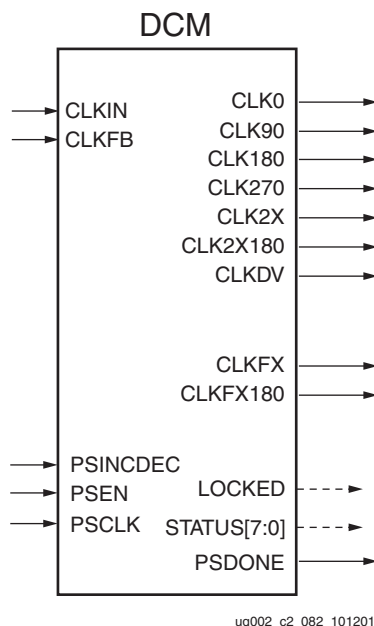 DCM
CLKIN
CLKFB
CLK0
CLK90
CLK180
CLK270
CLK2X
CLK2X180
CLKDV
CLKFX
CLKFX180
PSINCDEC
PSEN
PSCLK
LOCKED
STATUS[7:0]
PSDONE
ug002_c2_082_101201